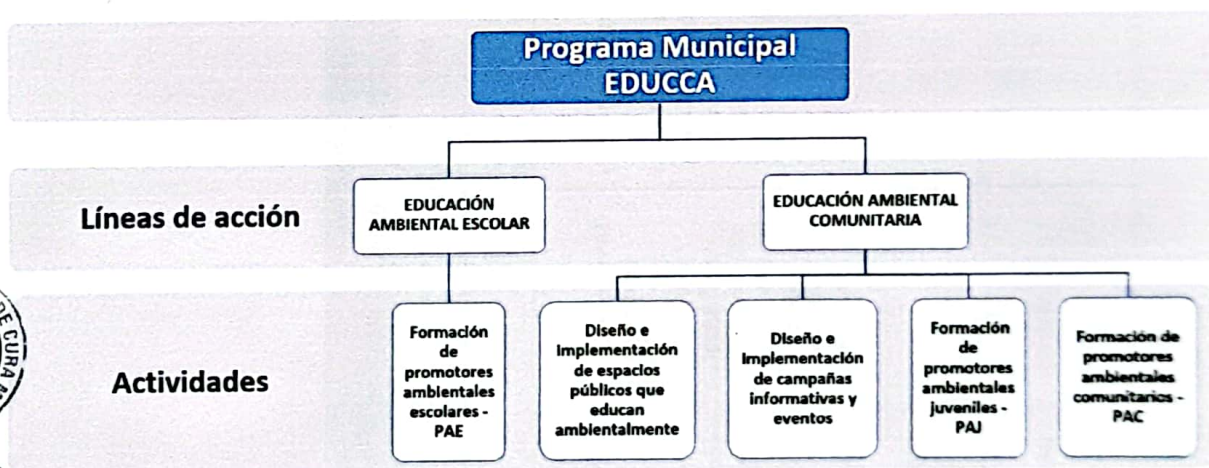 Programa Municipal
EDUCCA
Líneas de acción
EDUCACIÓN
AMBIENTAL ESCOLAR
EDUCACIÓN AMBIENTAL
COMUNITARIA
Actividades
Formación
de
promotores
ambientales
escolares -
PAE
Diseño e
Implementación
de espacios
públicos que
educan
ambientalmente
Diseño e
Implementación
de campañas
informativas y
eventos
Formación
de
promotores
ambientales
juveniles -
PAJ
Formación de
promotores
ambientales
comunitarios -
PAC
DE CURA